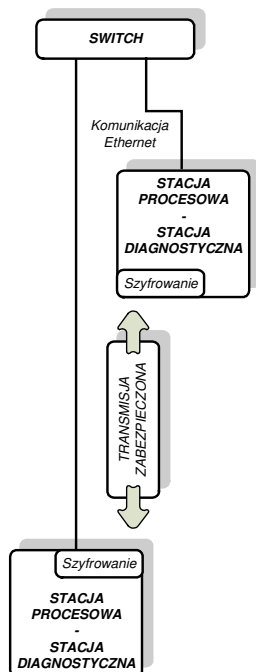 SWITCH
Komunikacja
Ethernet
STACJA
PROCESOWA
-
STACJA
DIAGNOSTYCZNA
Szyfrowanie
TRANSMISJA
ZABEZPIECZONA
Szyfrowanie
STACJA
PROCESOWA
-
STACJA
DIAGNOSTYCZNA